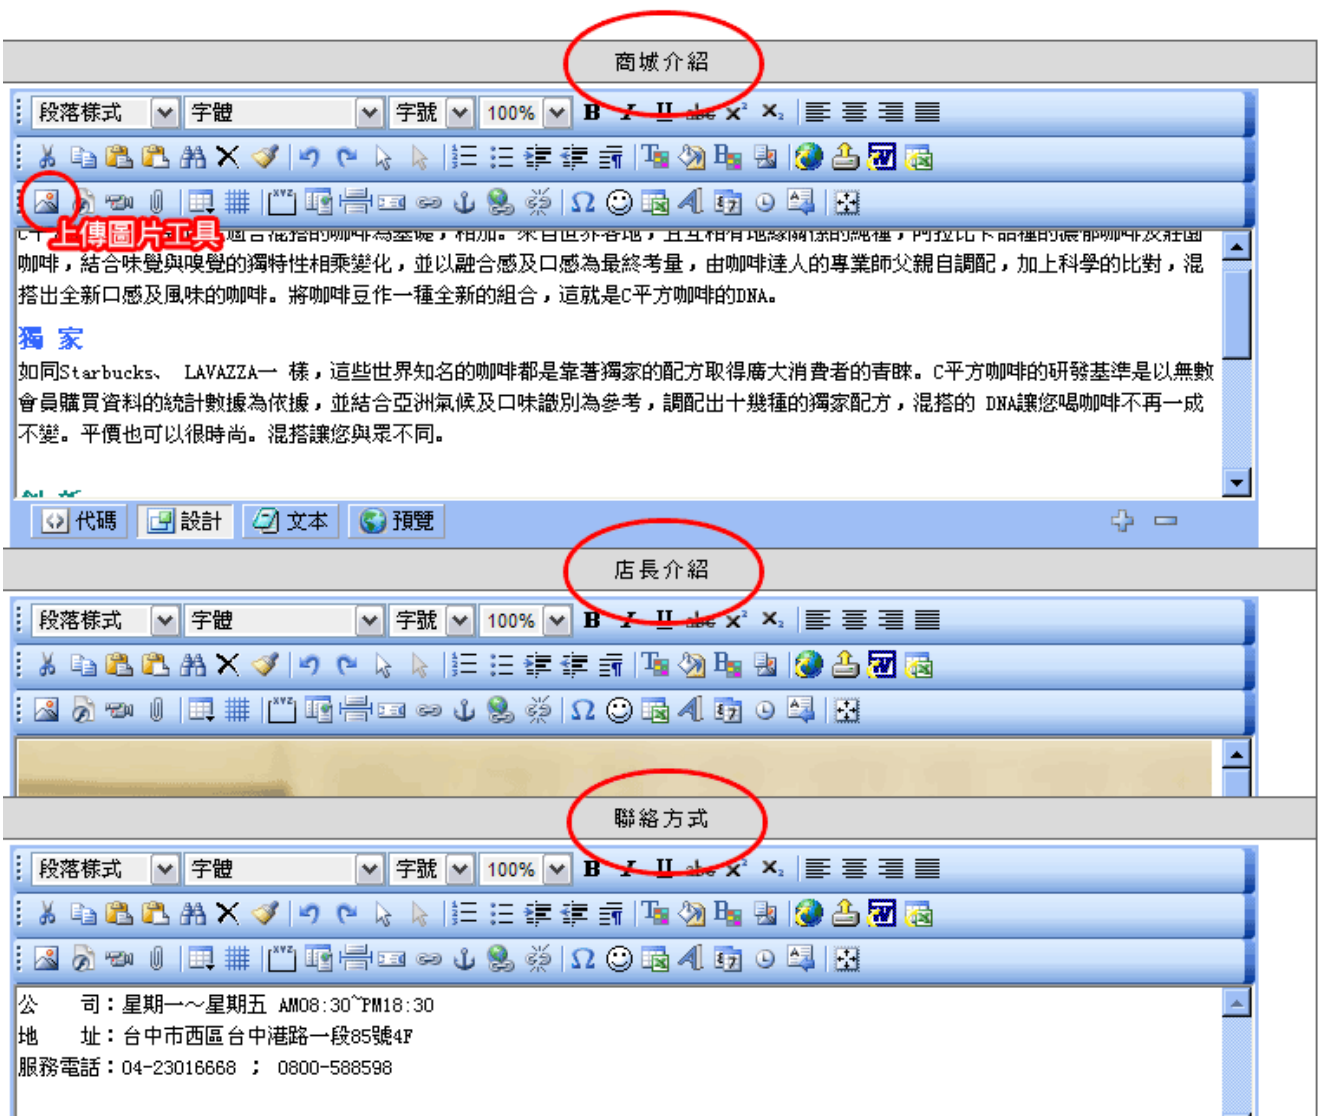 商城介紹
段落樣式 字體 字號 100% B I U abc x² x₂
上傳圖片工具
咖啡，結合味覺與嗅覺的獨特性相乘變化，並以融合感及口感為最終考量，由咖啡達人的專業師父親自調配，加上科學的比對，混
搭出全新口感及風味的咖啡。將咖啡豆作一種全新的組合，這就是C平方咖啡的DNA。
獨 家
如同Starbucks、 LAVAZZA一 樣，這些世界知名的咖啡都是靠著獨家的配方取得廣大消費者的青睞。C平方咖啡的研發基準是以無數
會員購買資料的統計數據為依據，並結合亞洲氣候及口味識別為參考，調配出十幾種的獨家配方，混搭的 DNA讓您喝咖啡不再一成
不變。平價也可以很時尚。混搭讓您與眾不同。
代碼 設計 文本 預覽
店長介紹
段落樣式 字體 字號 100% B I U abc x² x₂
聯絡方式
段落樣式 字體 字號 100% B I U abc x² x₂
公 司：星期一～星期五 AM08:30~PM18:30
地 址：台中市西區台中港路一段85號4F
服務電話：04-23016668 ; 0800-588598